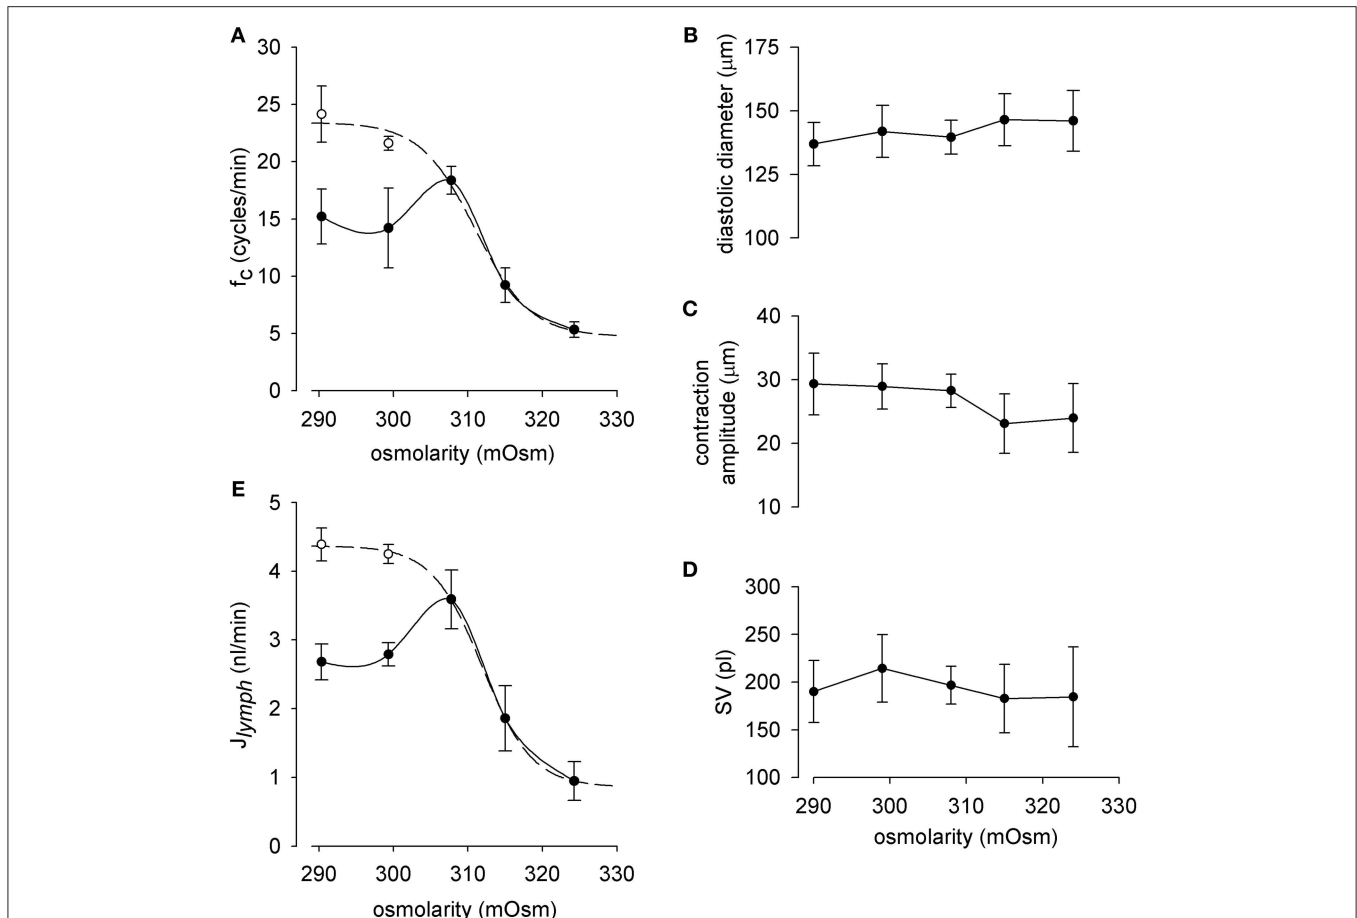 A
30
25
20
15
10
5
0
f_c (cycles/min)
290 300 310 320 330
osmolarity (mOsm)
B
175
150
125
100
diastolic diameter (μm)
C
40
30
20
10
contraction
amplitude (μm)
E
5
4
3
2
1
0
J_lymph (nl/min)
290 300 310 320 330
osmolarity (mOsm)
D
300
250
200
150
100
SV (pl)
290 300 310 320 330
osmolarity (mOsm)